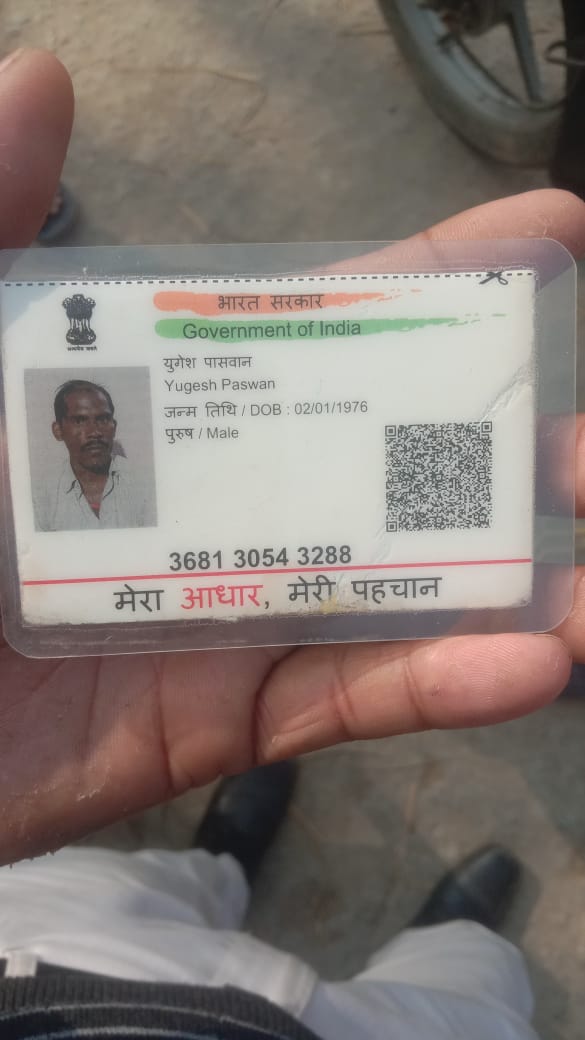 भारत सरकार
Government of India
सत्यमेव जयते
युगेश पासवान
Yugesh Paswan
जन्म तिथि / DOB : 02/01/1976
पुरुष / Male
3681 3054 3288
मेरा आधार, मेरी पहचान